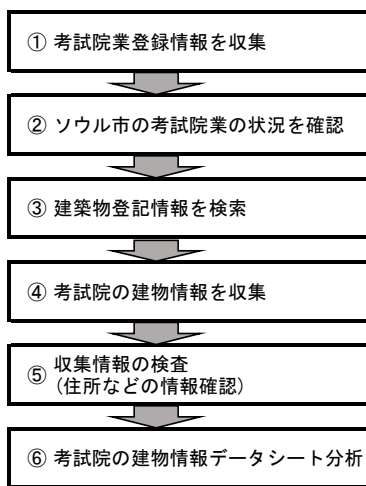 ① 考試院業登録情報を収集
② ソウル市の考試院業の状況を確認
③ 建築物登記情報を検索
④ 考試院の建物情報を収集
⑤ 収集情報の検査
(住所などの情報確認)
⑥ 考試院の建物情報データシート分析